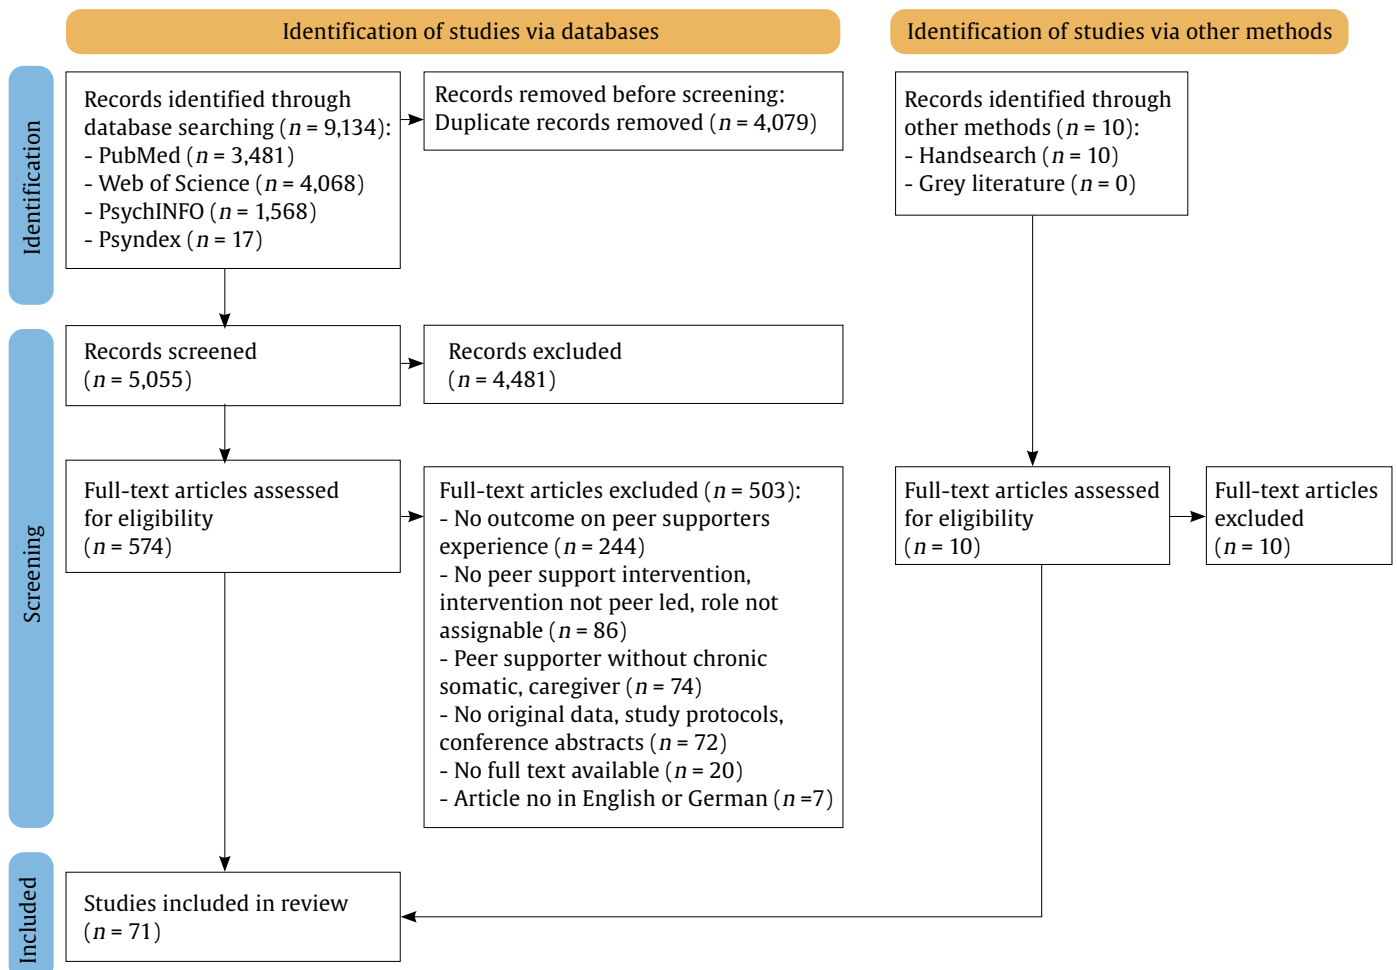 Identification of studies via databases
Identification of studies via other methods
Identification
Records identified through
database searching (n = 9,134):
- PubMed (n = 3,481)
- Web of Science (n = 4,068)
- PsychINFO (n = 1,568)
- Psyndex (n = 17)
Records removed before screening:
Duplicate records removed (n = 4,079)
Records identified through
other methods (n = 10):
- Handsearch (n = 10)
- Grey literature (n = 0)
Screening
Records screened
(n = 5,055)
Records excluded
(n = 4,481)
Full-text articles assessed
for eligibility
(n = 574)
Full-text articles excluded (n = 503):
- No outcome on peer supporters
experience (n = 244)
- No peer support intervention,
intervention not peer led, role not
assignable (n = 86)
- Peer supporter without chronic
somatic, caregiver (n = 74)
- No original data, study protocols,
conference abstracts (n = 72)
- No full text available (n = 20)
- Article no in English or German (n =7)
Full-text articles assessed
for eligibility
(n = 10)
Full-text articles
excluded
(n = 10)
Included
Studies included in review
(n = 71)